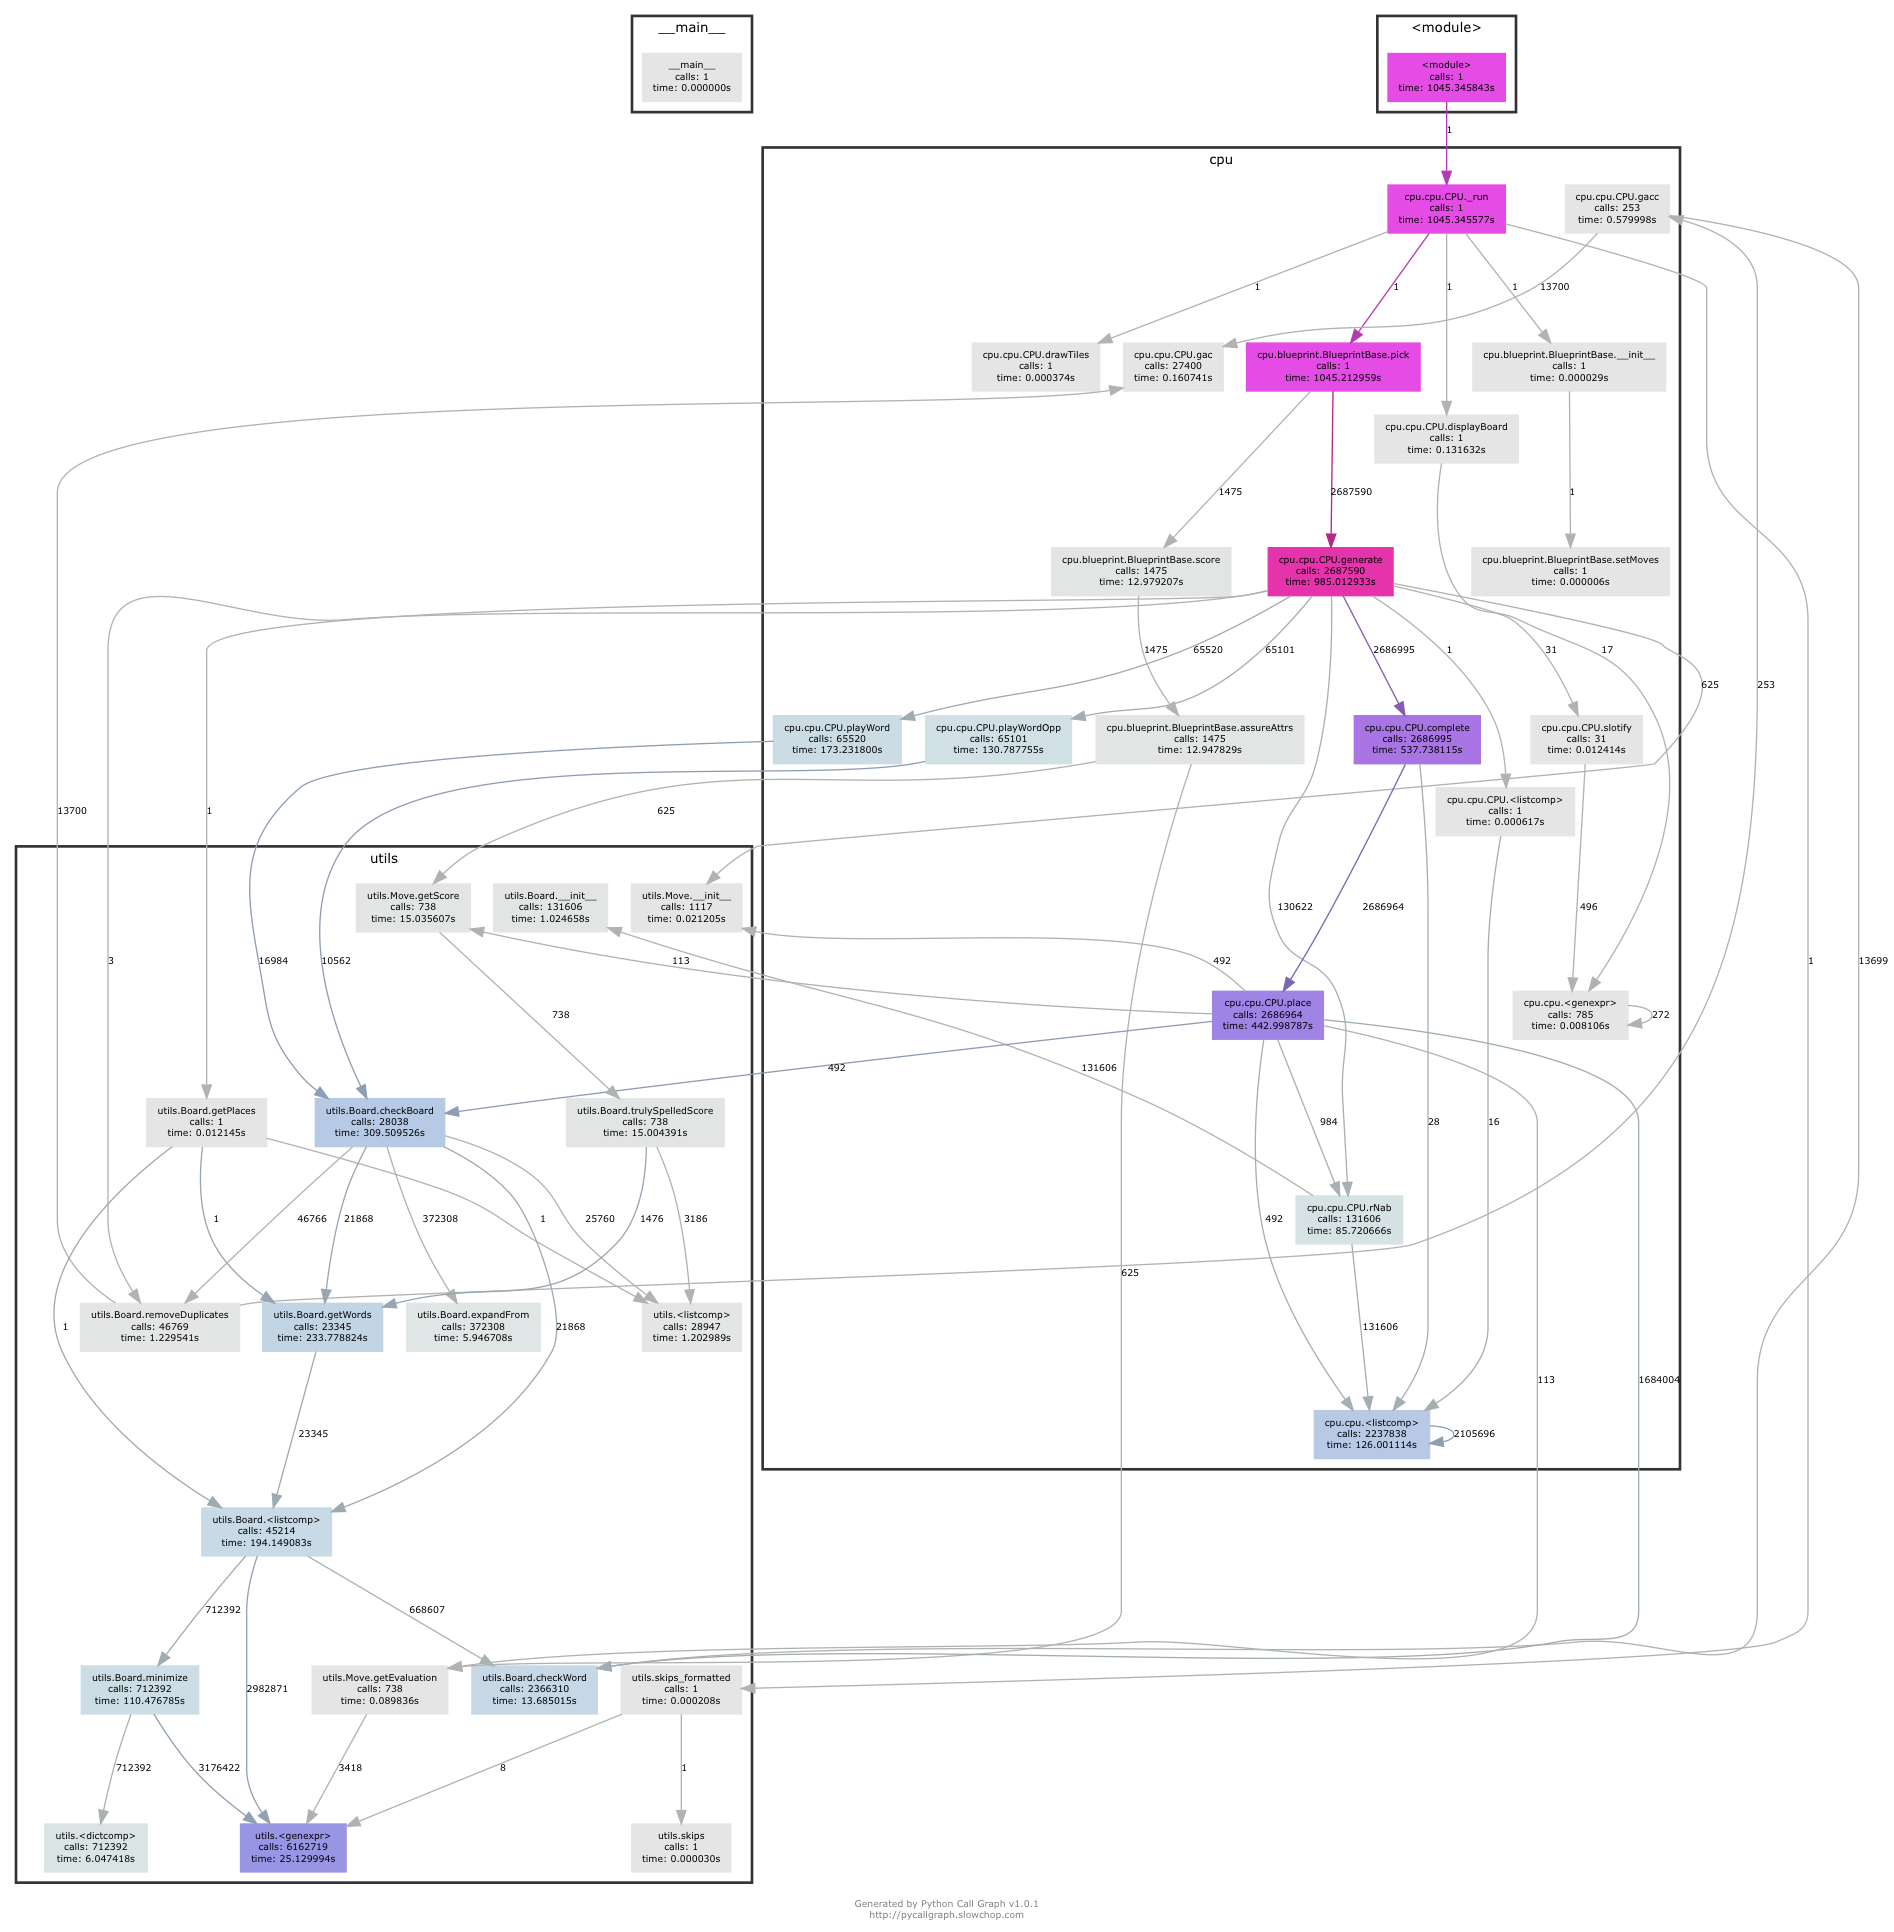 __main__
__main__
calls: 1
time: 0.000000s
<module>
<module>
calls: 1
time: 1045.345843s
1
cpu
cpu.cpu.CPU._run
calls: 1
time: 1045.345577s
cpu.cpu.CPU.gacc
calls: 253
time: 0.579998s
1
1
1
1
13700
cpu.cpu.CPU.drawTiles
calls: 1
time: 0.000374s
cpu.cpu.CPU.gac
calls: 27400
time: 0.160741s
cpu.blueprint.BlueprintBase.pick
calls: 1
time: 1045.212959s
cpu.blueprint.BlueprintBase.__init__
calls: 1
time: 0.000029s
cpu.cpu.CPU.displayBoard
calls: 1
time: 0.131632s
1475
2687590
1
cpu.blueprint.BlueprintBase.score
calls: 1475
time: 12.979207s
cpu.cpu.CPU.generate
calls: 2687590
time: 985.012933s
cpu.blueprint.BlueprintBase.setMoves
calls: 1
time: 0.000006s
1475
65520
65101
2686995
1
31
17
625
253
cpu.cpu.CPU.playWord
calls: 65520
time: 173.231800s
cpu.cpu.CPU.playWordOpp
calls: 65101
time: 130.787755s
cpu.blueprint.BlueprintBase.assureAttrs
calls: 1475
time: 12.947829s
cpu.cpu.CPU.complete
calls: 2686995
time: 537.738115s
cpu.cpu.CPU.slotify
calls: 31
time: 0.012414s
13700
1
625
cpu.cpu.CPU.<listcomp>
calls: 1
time: 0.000617s
utils
utils.Move.getScore
calls: 738
time: 15.035607s
utils.Board.__init__
calls: 131606
time: 1.024658s
utils.Move.__init__
calls: 1117
time: 0.021205s
130622
2686964
496
3
16984
10562
113
492
1
13699
738
cpu.cpu.CPU.place
calls: 2686964
time: 442.998787s
cpu.cpu.<genexpr>
calls: 785
time: 0.008106s
272
492
131606
utils.Board.getPlaces
calls: 1
time: 0.012145s
utils.Board.checkBoard
calls: 28038
time: 309.509526s
utils.Board.trulySpelledScore
calls: 738
time: 15.004391s
984
28
16
1
46766
21868
372308
1
25760
1476
3186
cpu.cpu.CPU.rNab
calls: 131606
time: 85.720666s
492
625
utils.Board.removeDuplicates
calls: 46769
time: 1.229541s
utils.Board.getWords
calls: 23345
time: 233.778824s
utils.Board.expandFrom
calls: 372308
time: 5.946708s
utils.<listcomp>
calls: 28947
time: 1.202989s
1
21868
131606
113
1684004
23345
cpu.cpu.<listcomp>
calls: 2237838
time: 126.001114s
2105696
utils.Board.<listcomp>
calls: 45214
time: 194.149083s
712392
668607
utils.Board.minimize
calls: 712392
time: 110.476785s
2982871
utils.Move.getEvaluation
calls: 738
time: 0.089836s
utils.Board.checkWord
calls: 2366310
time: 13.685015s
utils.skips_formatted
calls: 1
time: 0.000208s
712392
3176422
3418
8
1
utils.<dictcomp>
calls: 712392
time: 6.047418s
utils.<genexpr>
calls: 6162719
time: 25.129994s
utils.skips
calls: 1
time: 0.000030s
Generated by Python Call Graph v1.0.1
http://pycallgraph.slowchop.com